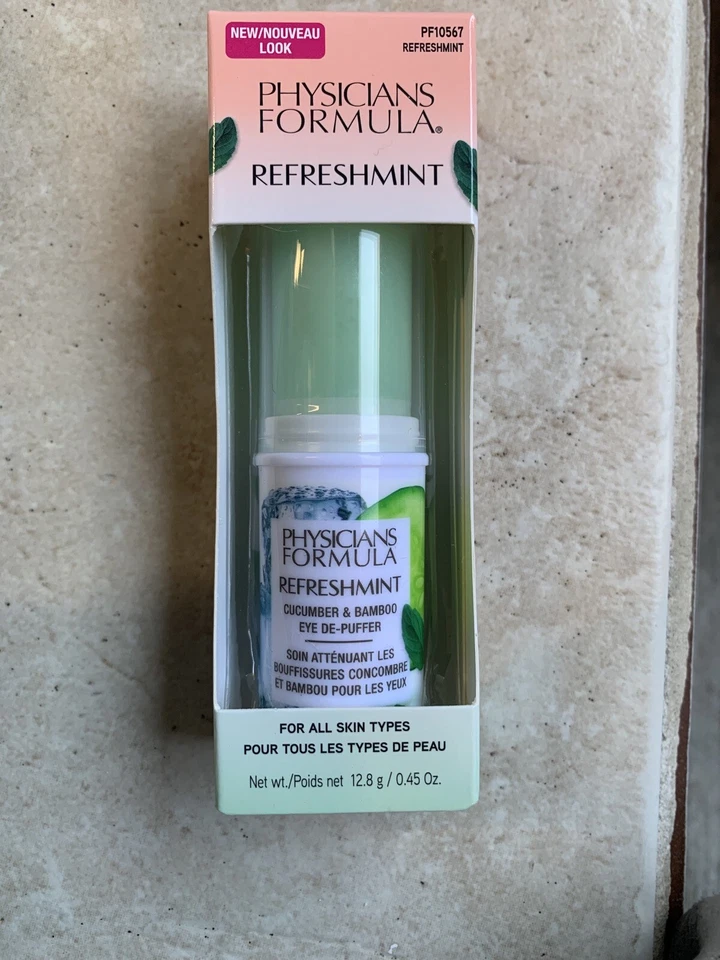 NEW/NOUVEAU
LOOK
PF10567
REFRESHMINT
PHYSICIANS
FORMULA®
REFRESHMINT
PHYSICIANS
FORMULA
REFRESHMINT
CUCUMBER & BAMBOO
EYE DE-PUFFER
SOIN ATTÉNUANT LES
BOUFFISSURES CONCOMBRE
ET BAMBOU POUR LES YEUX
FOR ALL SKIN TYPES
POUR TOUS LES TYPES DE PEAU
Net wt./Poids net 12.8 g / 0.45 Oz.